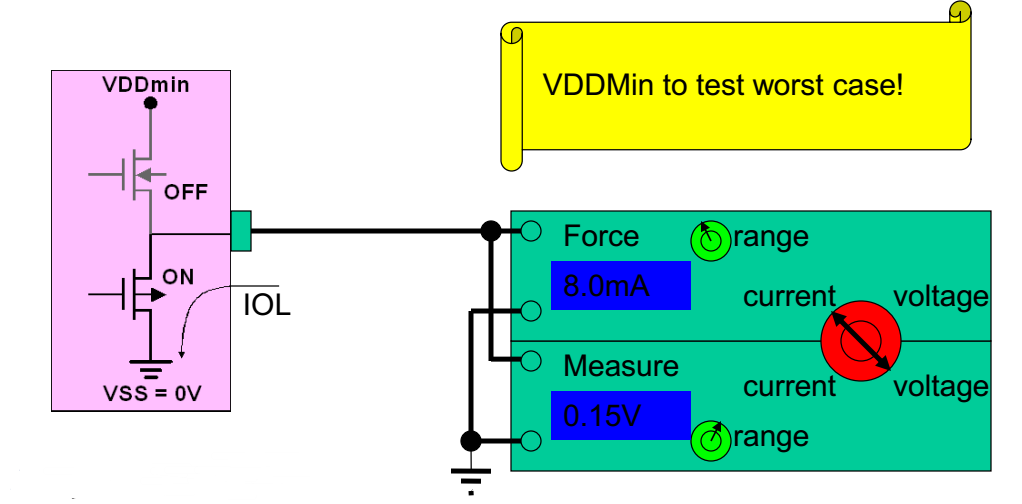 VDDMin to test worst case!
VDDmin
OFF
ON
IOL
VSS = 0V
Force
range
8.0mA
current
voltage
Measure
current
voltage
0.15V
range